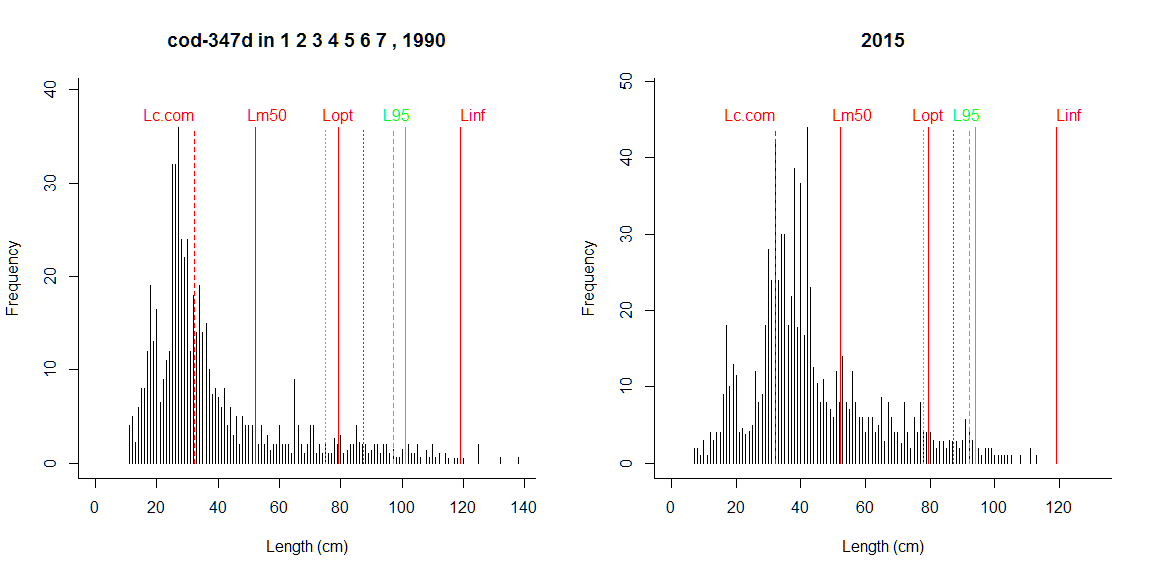 cod-347d in 1 2 3 4 5 6 7 , 1990
40
30
20
10
0
Frequency
Lc.com Lm50 Lopt L95 Linf
0 20 40 60 80 100 120 140
Length (cm)
2015
50
40
30
20
10
0
Frequency
Lc.com Lm50 Lopt L95 Linf
0 20 40 60 80 100 120
Length (cm)